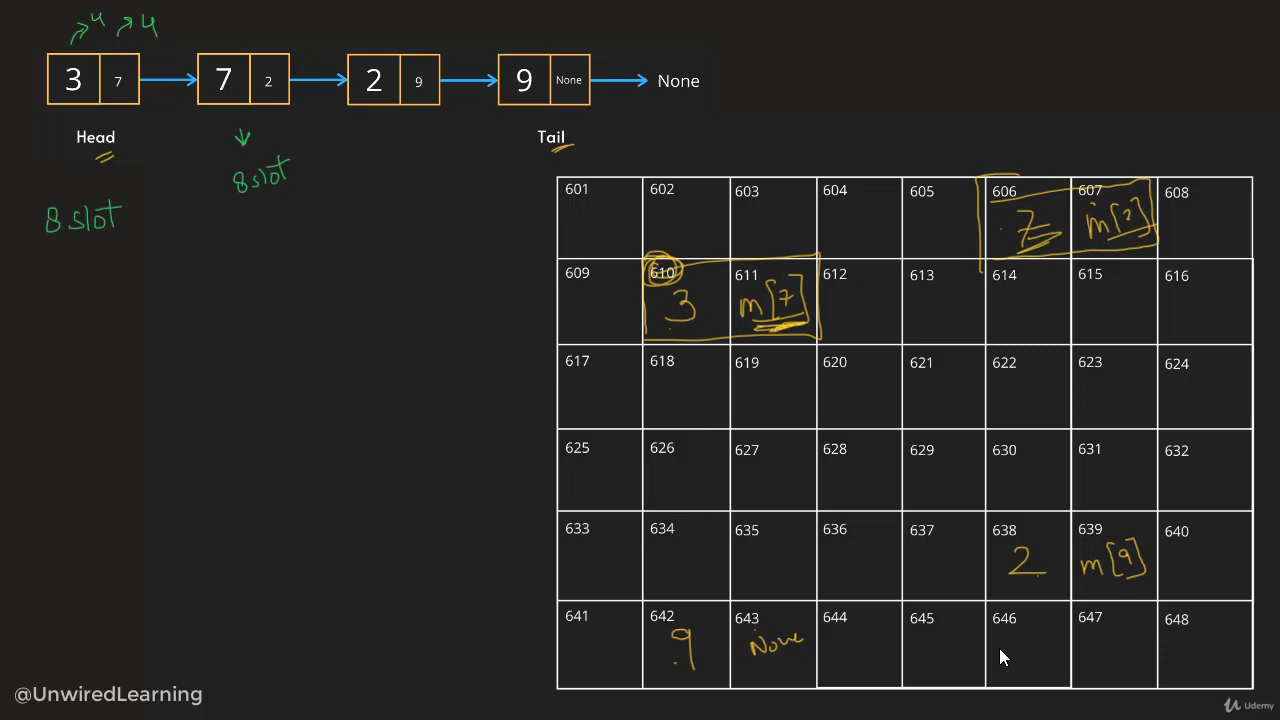 4 4
3 7 7 2 2 9 9 None None
Head Tail
8 slot
8 slot
601 602 603 604 605 606 607 608
7 m[2]
609 610 611 612 613 614 615 616
3 m[7]
617 618 619 620 621 622 623 624
625 626 627 628 629 630 631 632
633 634 635 636 637 638 639 640
2 m[9]
641 642 643 644 645 646 647 648
9 None
@UnwiredLearning
Udemy